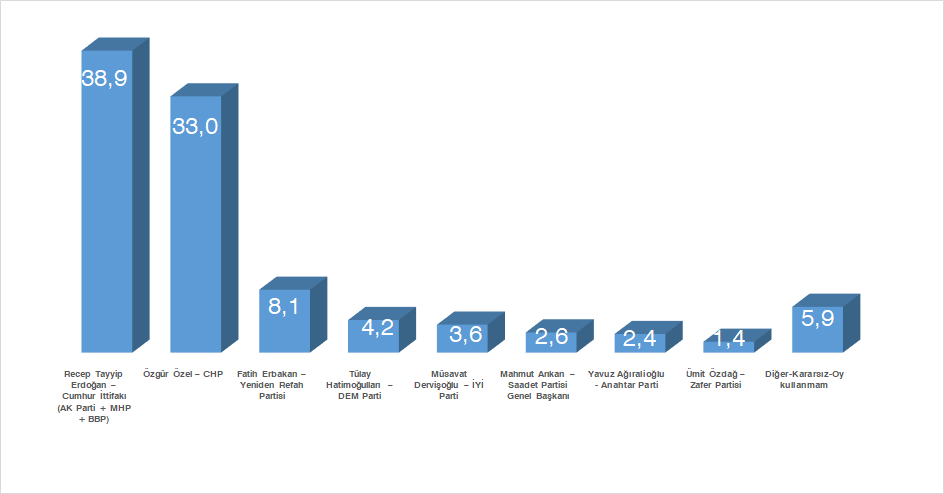 38,9
33,0
8,1
4,2
3,6
2,6
2,4
1,4
5,9
Recep Tayyip
Erdoğan –
Cumhur İttifakı
(AK Parti + MHP
+ BBP)
Özgür Özel – CHP
Fatih Erbakan –
Yeniden Refah
Partisi
Tülay
Hatimoğulları –
DEM Parti
Müsavat
Dervişoğlu – İYİ
Parti
Mahmut Arıkan –
Saadet Partisi
Genel Başkanı
Yavuz Ağıralioğlu
- Anahtar Parti
Ümit Özdağ –
Zafer Partisi
Diğer-Kararsız-Oy
kullanmam